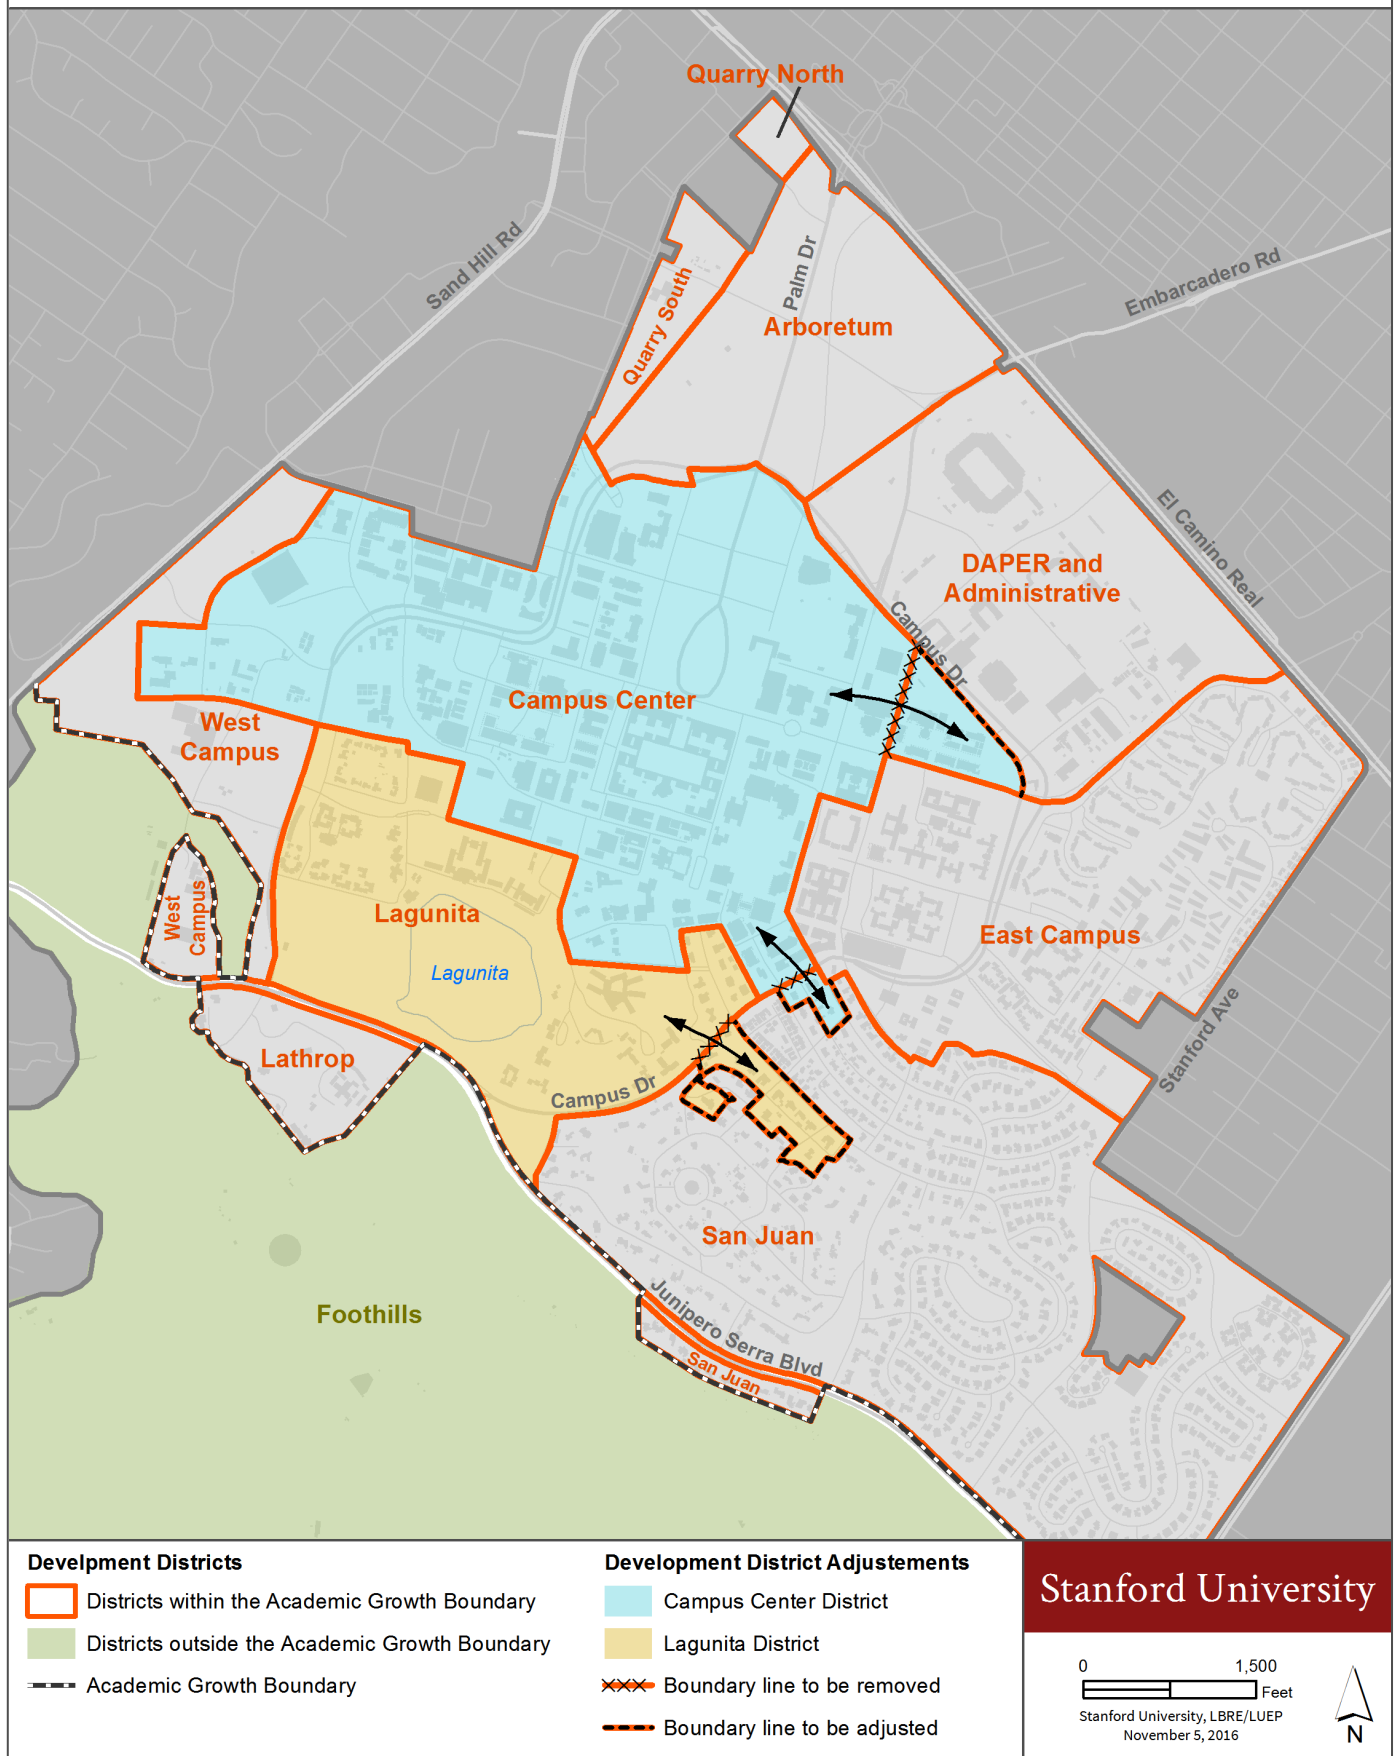 Quarry North
Sand Hill Rd
Palm Dr
Embarcadero Rd
Quarry South
Arboretum
El Camino Real
DAPER and
Administrative
Campus Dr
Campus Center
West
Campus
West
Campus
Lagunita
Lagunita
East Campus
Stanford Ave
Lathrop
Campus Dr
San Juan
Foothills
Junipero Serra Blvd
San Juan
Develpment Districts
Districts within the Academic Growth Boundary
Districts outside the Academic Growth Boundary
Academic Growth Boundary
Development District Adjustements
Campus Center District
Lagunita District
Boundary line to be removed
Boundary line to be adjusted
Stanford University
0 1,500
Feet
Stanford University, LBRE/LUEP
November 5, 2016
N